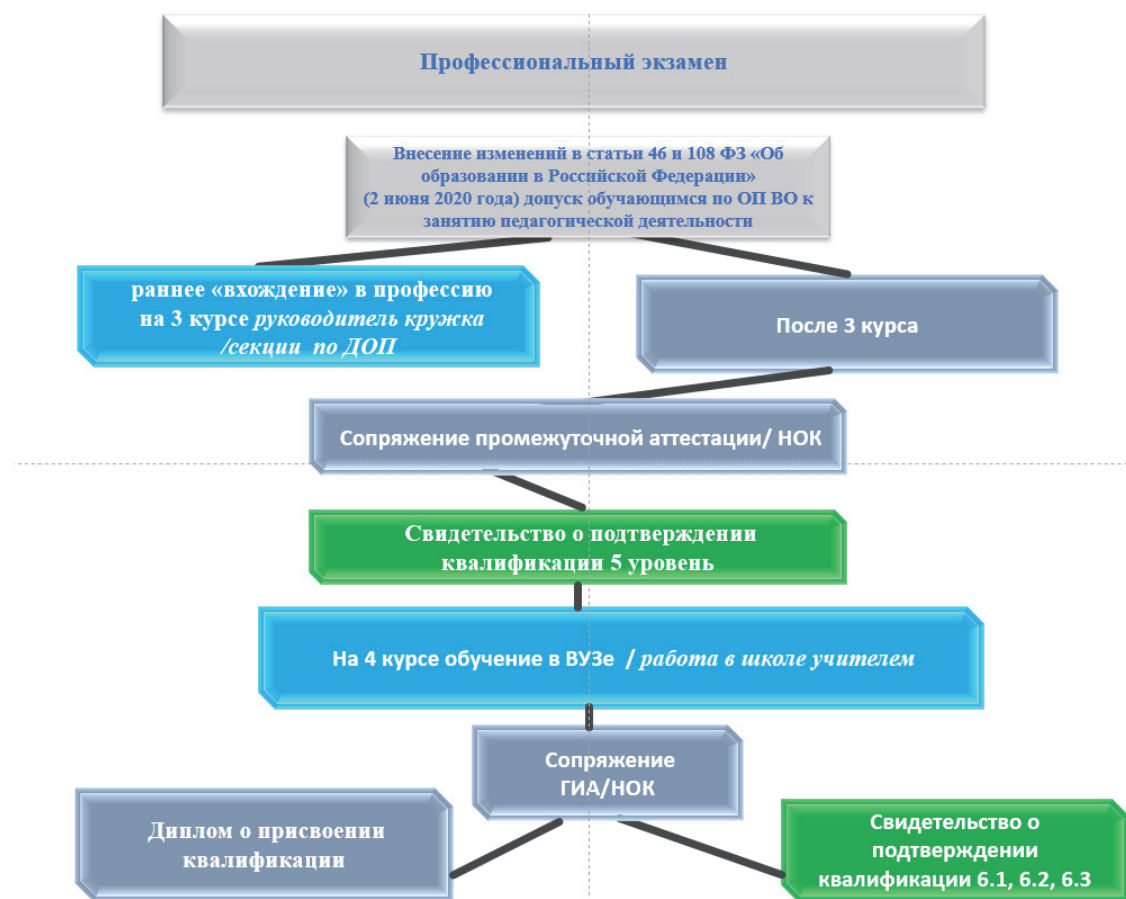 Профессиональный экзамен
Внесение изменений в статьи 46 и 108 ФЗ «Об
образовании в Российской Федерации»
(2 июня 2020 года) допуск обучающимся по ОП ВО к
занятию педагогической деятельности
раннее «вхождение» в профессию
на 3 курсе руководитель кружка
/секции по ДОП
После 3 курса
Сопряжение промежуточной аттестации/ НОК
Свидетельство о подтверждении
квалификации 5 уровень
На 4 курсе обучение в ВУЗе / работа в школе учителем
Сопряжение
ГИА/НОК
Диплом о присвоении
квалификации
Свидетельство о
подтверждении
квалификации 6.1, 6.2, 6.3